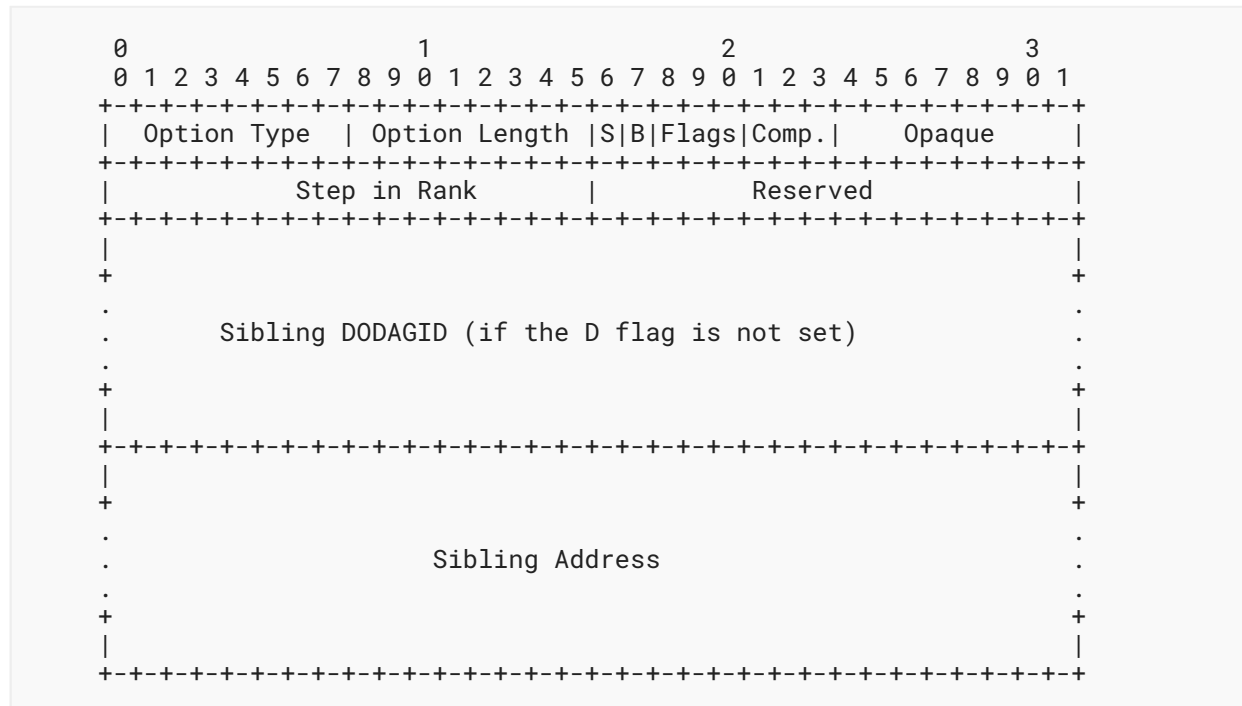 0                   1                   2                   3
 0 1 2 3 4 5 6 7 8 9 0 1 2 3 4 5 6 7 8 9 0 1 2 3 4 5 6 7 8 9 0 1
+-+-+-+-+-+-+-+-+-+-+-+-+-+-+-+-+-+-+-+-+-+-+-+-+-+-+-+-+-+-+-+-+
|  Option Type  | Option Length |S|B|Flags|Comp.|    Opaque     |
+-+-+-+-+-+-+-+-+-+-+-+-+-+-+-+-+-+-+-+-+-+-+-+-+-+-+-+-+-+-+-+-+
|            Step in Rank       |          Reserved             |
+-+-+-+-+-+-+-+-+-+-+-+-+-+-+-+-+-+-+-+-+-+-+-+-+-+-+-+-+-+-+-+-+
|                                                               |
+                                                               +
.                                                               .
.       Sibling DODAGID (if the D flag is not set)              .
.                                                               .
+                                                               +
|                                                               |
+-+-+-+-+-+-+-+-+-+-+-+-+-+-+-+-+-+-+-+-+-+-+-+-+-+-+-+-+-+-+-+-+
|                                                               |
+                                                               +
.                                                               .
.                     Sibling Address                           .
.                                                               .
+                                                               +
|                                                               |
+-+-+-+-+-+-+-+-+-+-+-+-+-+-+-+-+-+-+-+-+-+-+-+-+-+-+-+-+-+-+-+-+